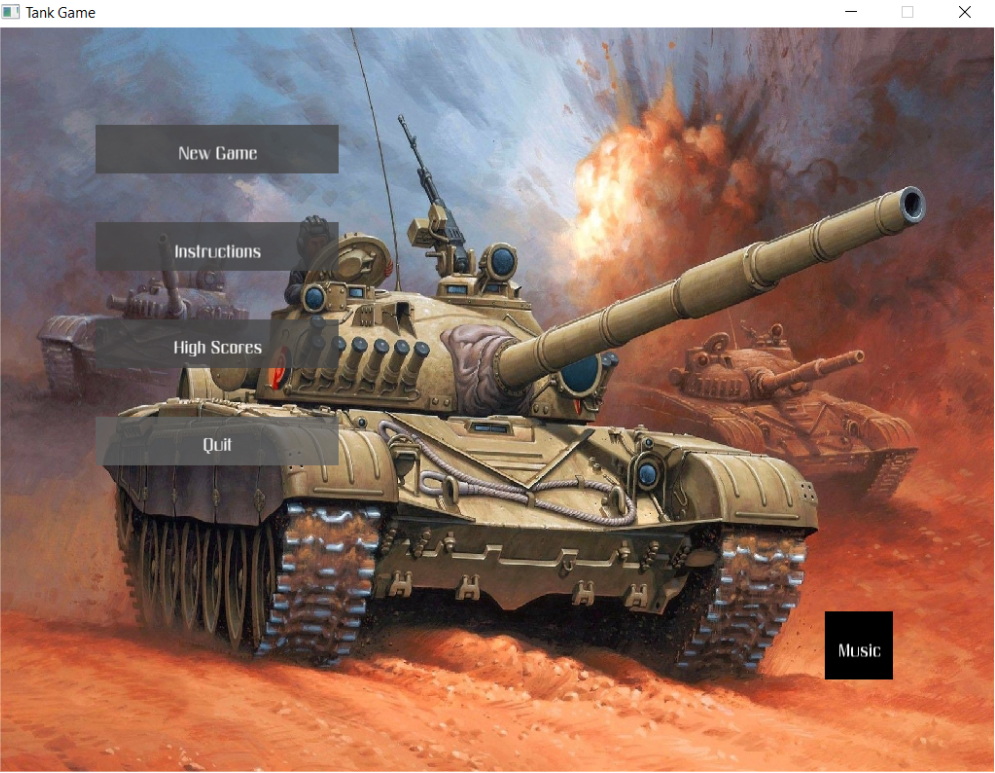 Tank Game
New Game
Instructions
High Scores
Quit
Music